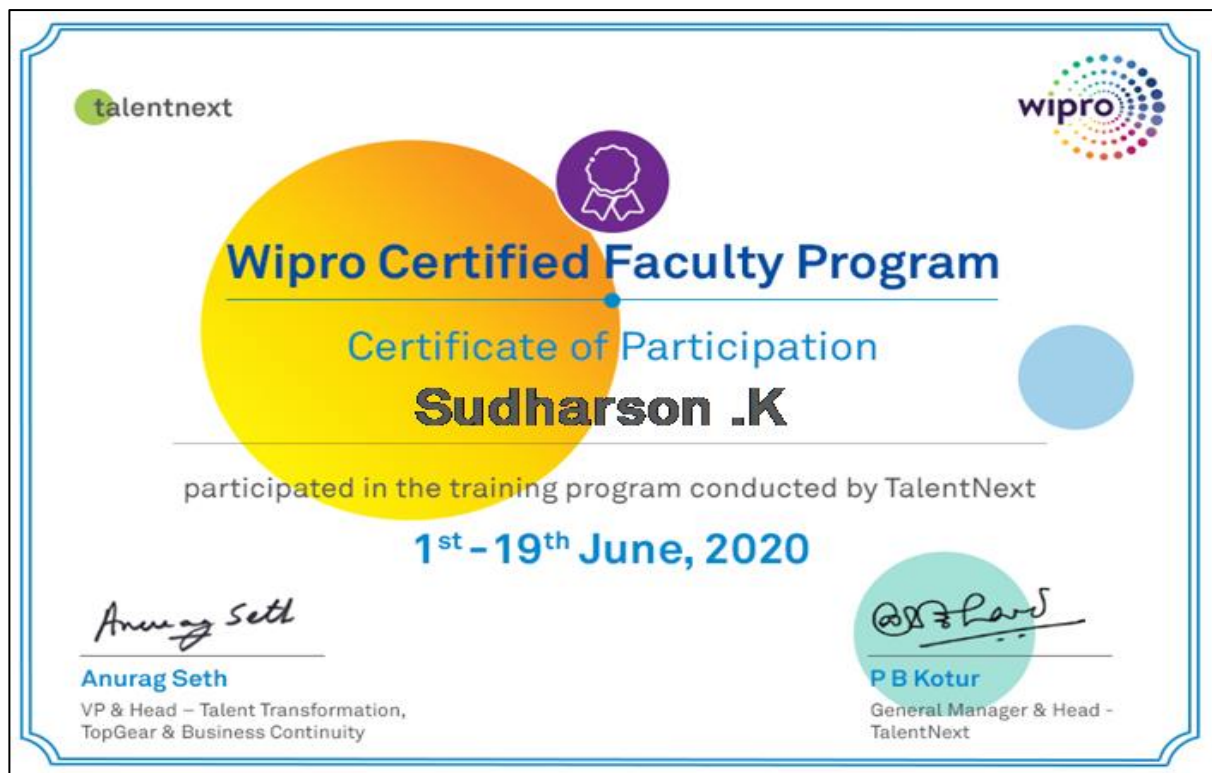 talentnext
wipro
Wipro Certified Faculty Program
Certificate of Participation
Sudharson .K
participated in the training program conducted by TalentNext
1st - 19th June, 2020
Anurag Seth
Anurag Seth
P B Kotur
VP & Head – Talent Transformation,
TopGear & Business Continuity
General Manager & Head -
TalentNext